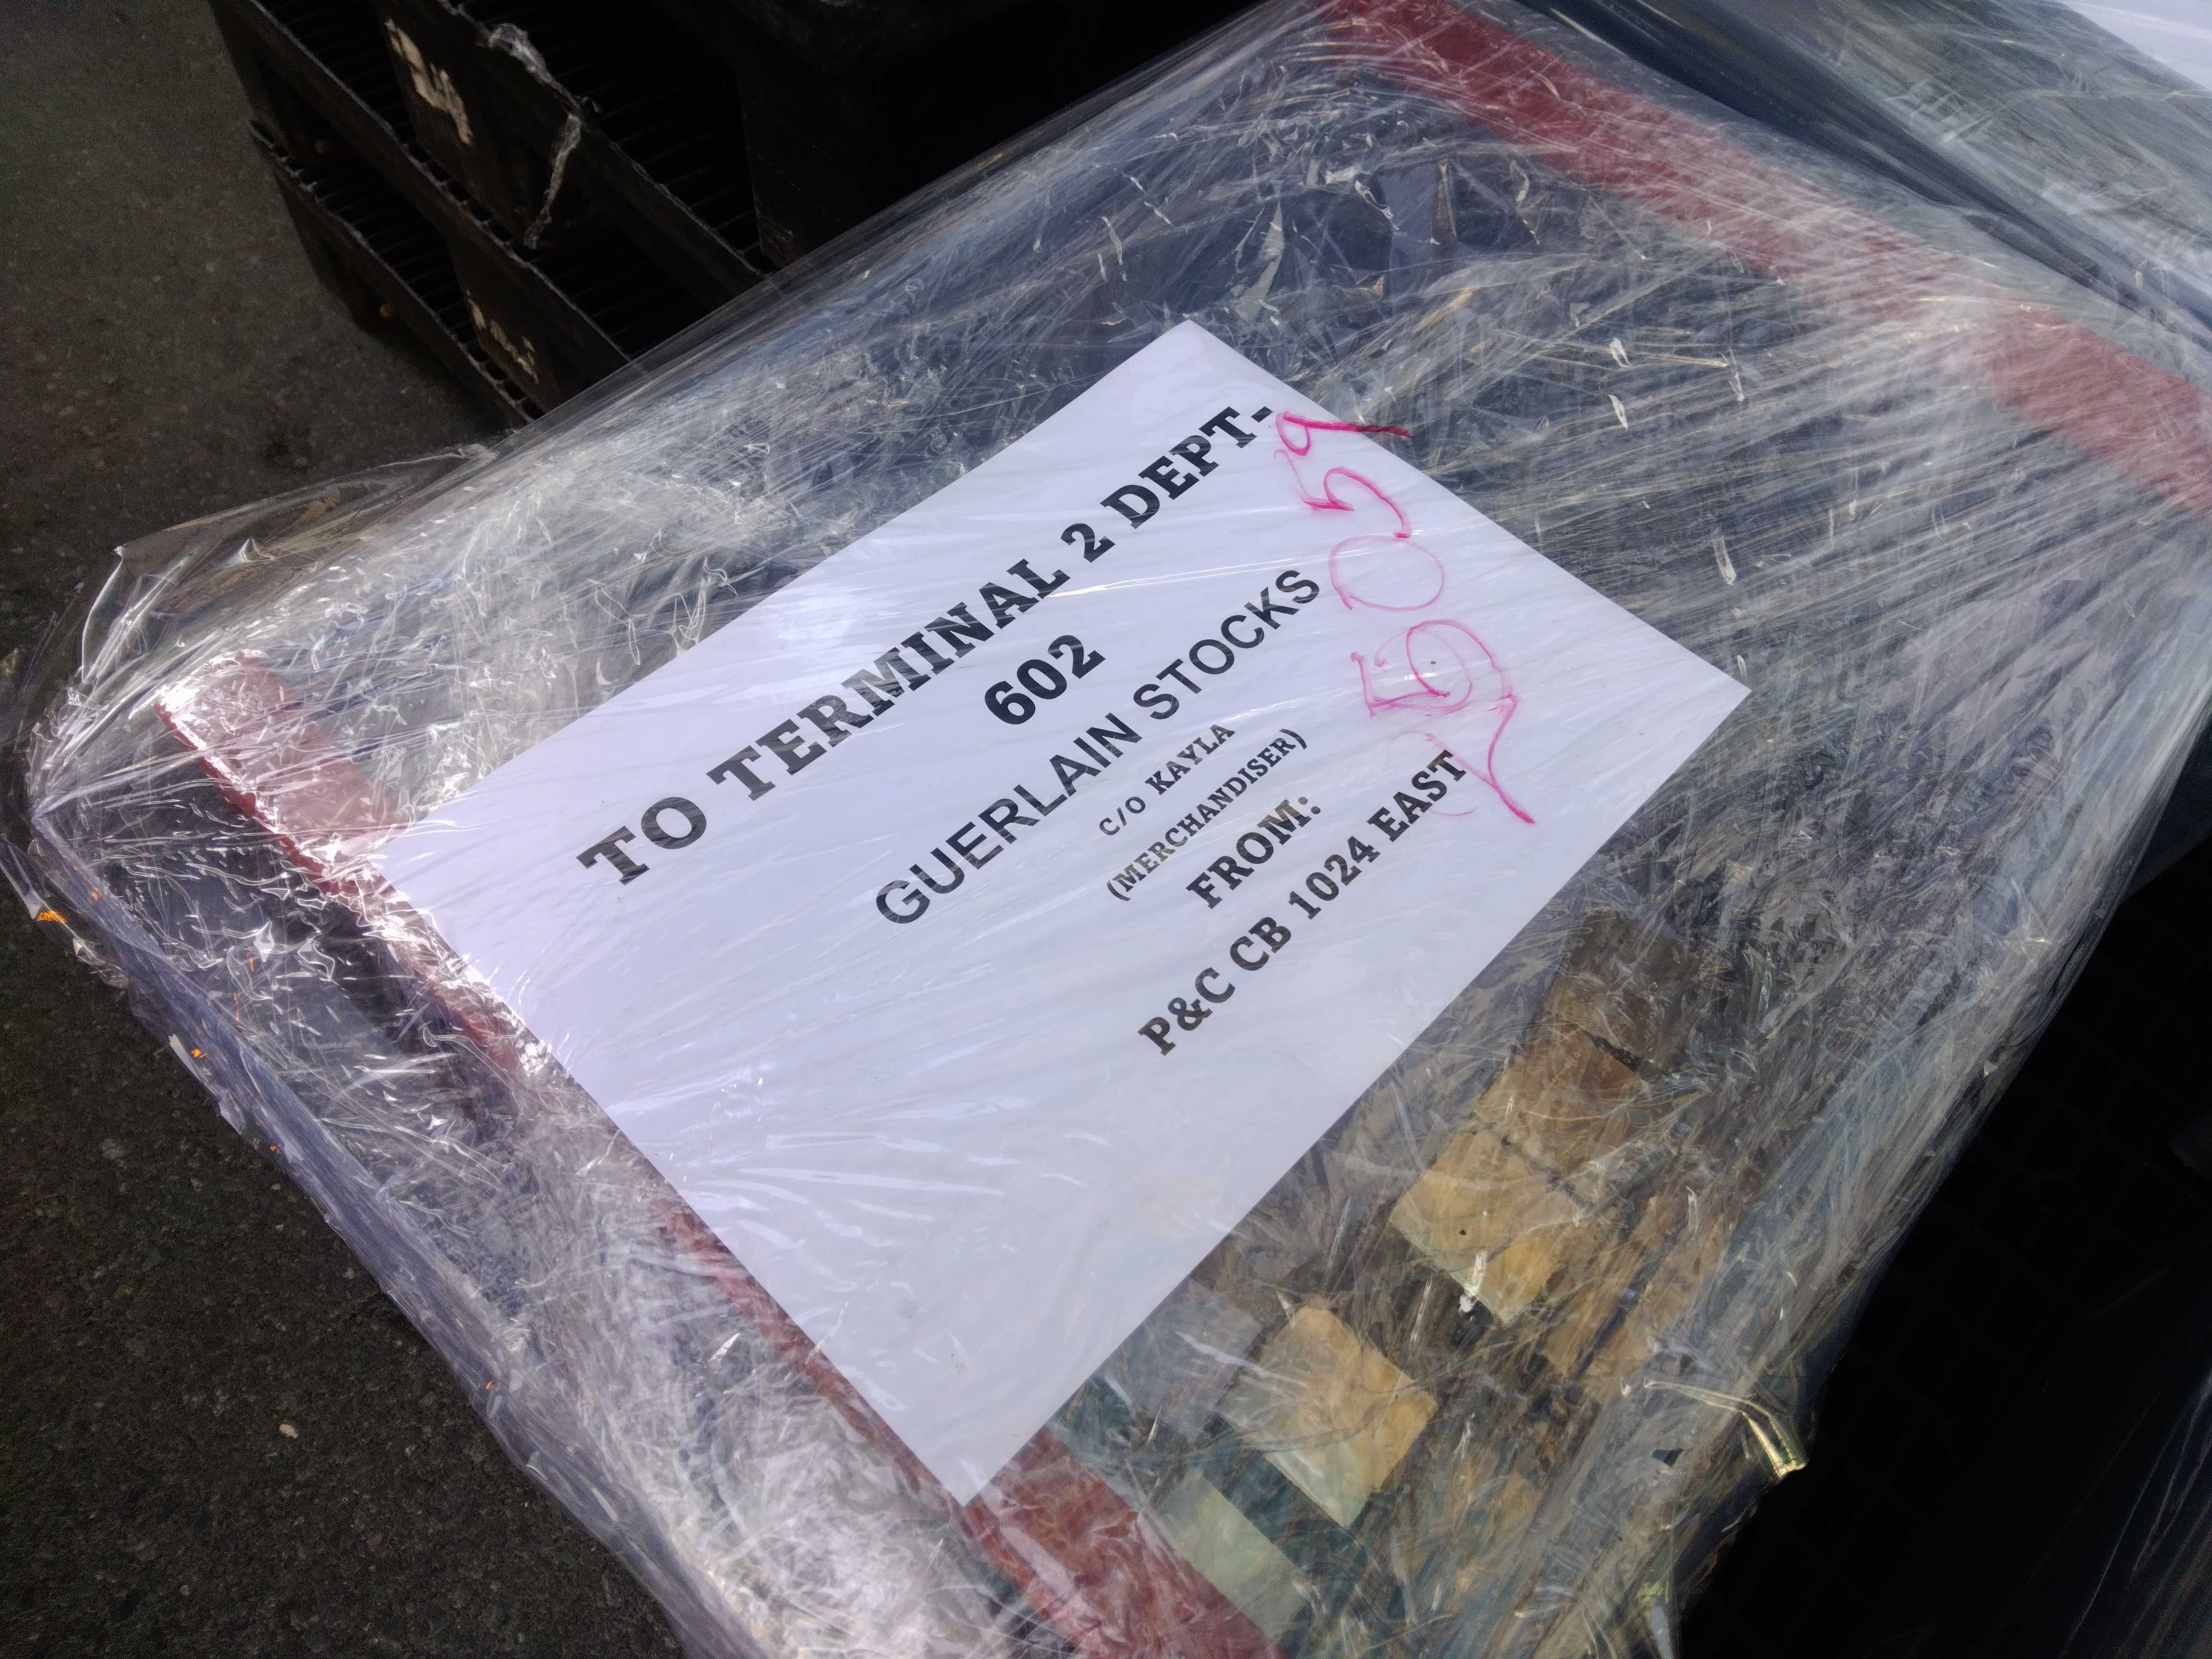 TO TERMINAL 2 DEPT-
602
GUERLAIN STOCKS
C/O KAYLA
(MERCHANDISER)
FROM:
P&C CB 1024 EAST